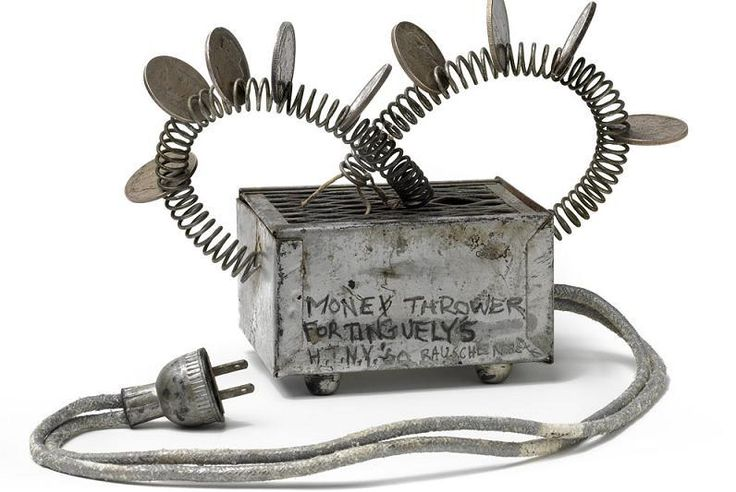 MONEY THROWER
FOR TINGUELY'S
H.T.N.Y. '60 RAUSCHENBERG